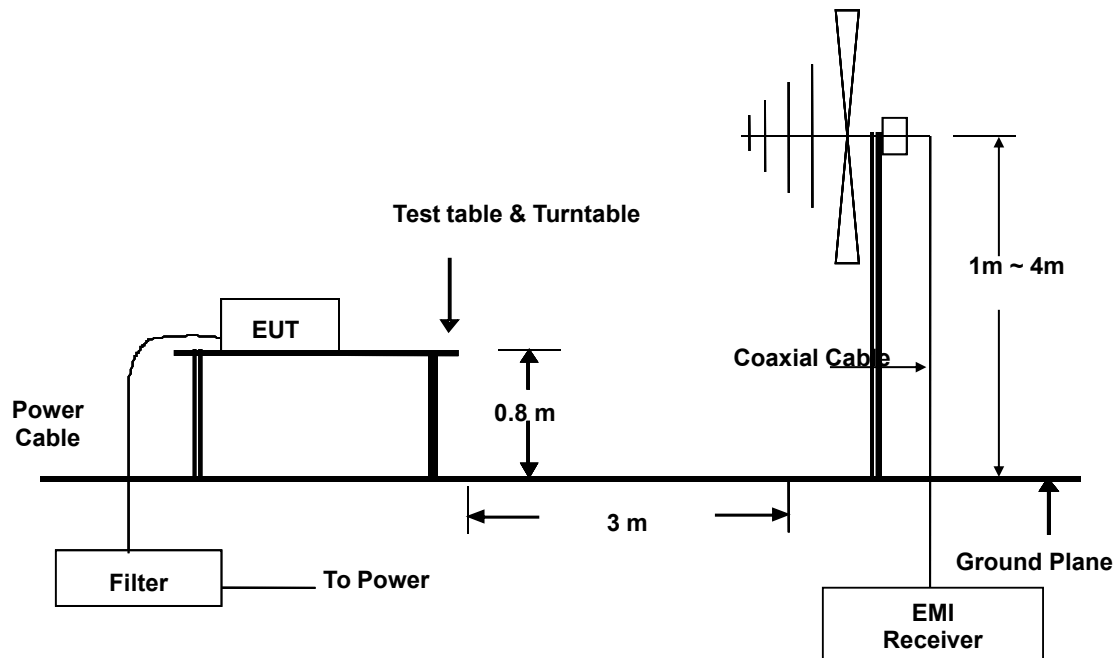 Test table & Turntable
1m ~ 4m
EUT
Coaxial Cable
Power
Cable
0.8 m
3 m
Filter
To Power
Ground Plane
EMI
Receiver